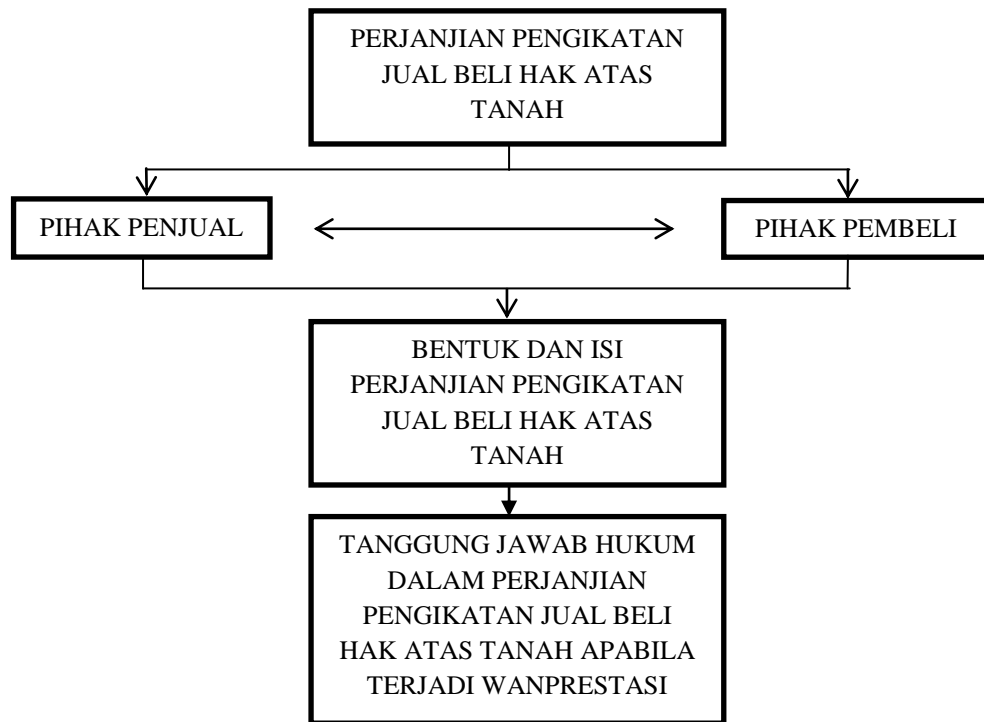 PERJANJIAN PENGIKATAN
JUAL BELI HAK ATAS
TANAH
PIHAK PENJUAL
PIHAK PEMBELI
BENTUK DAN ISI
PERJANJIAN PENGIKATAN
JUAL BELI HAK ATAS
TANAH
TANGGUNG JAWAB HUKUM
DALAM PERJANJIAN
PENGIKATAN JUAL BELI
HAK ATAS TANAH APABILA
TERJADI WANPRESTASI